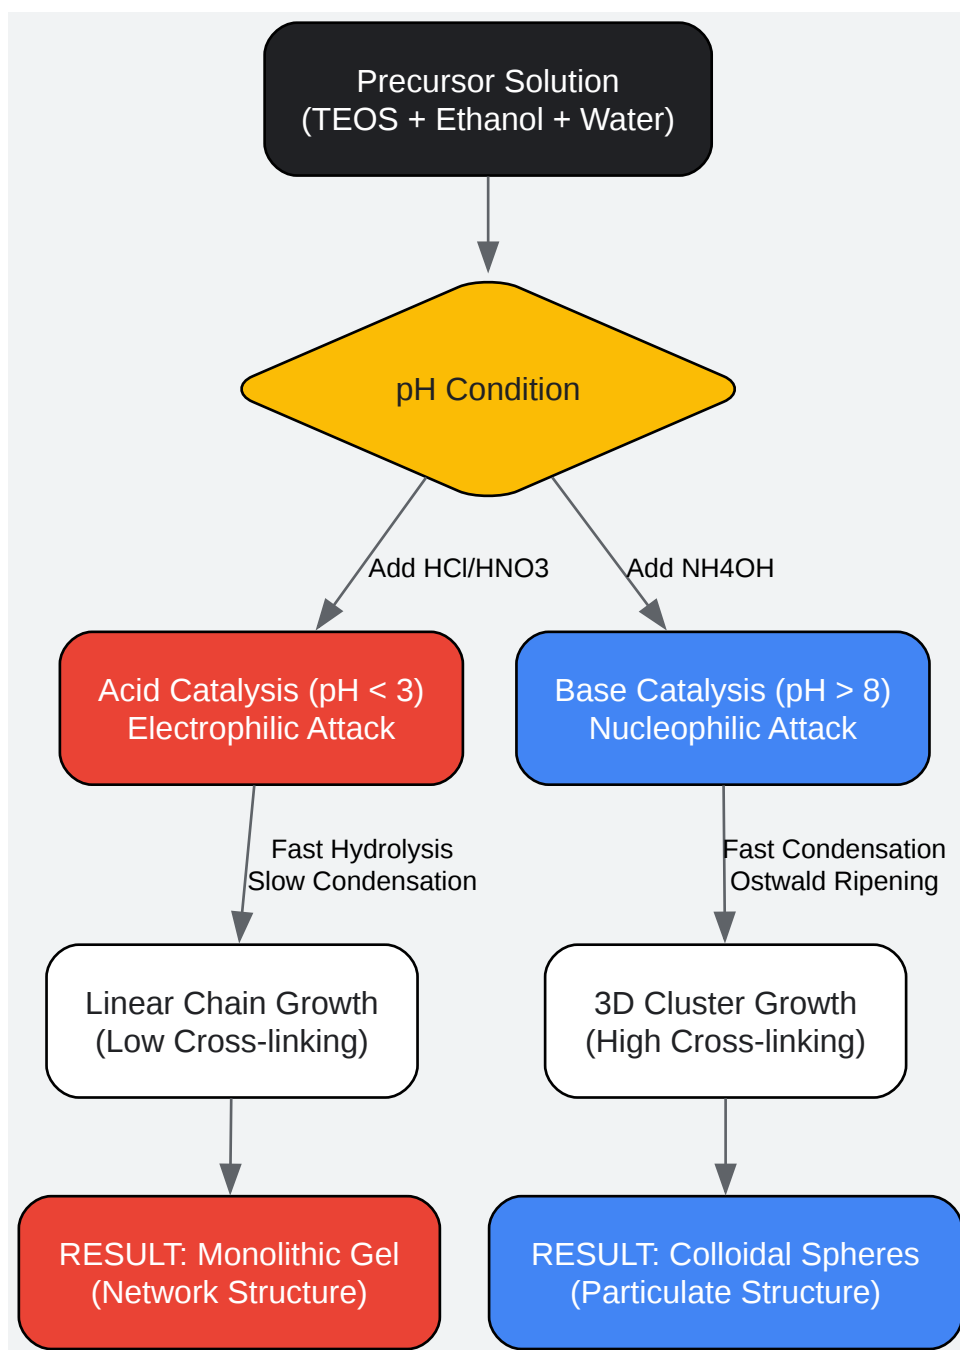 Precursor Solution
(TEOS + Ethanol + Water)
pH Condition
Add HCl/HNO3
Add NH4OH
Acid Catalysis (pH < 3)
Electrophilic Attack
Base Catalysis (pH > 8)
Nucleophilic Attack
Fast Hydrolysis
Slow Condensation
Fast Condensation
Ostwald Ripening
Linear Chain Growth
(Low Cross-linking)
3D Cluster Growth
(High Cross-linking)
RESULT: Monolithic Gel
(Network Structure)
RESULT: Colloidal Spheres
(Particulate Structure)